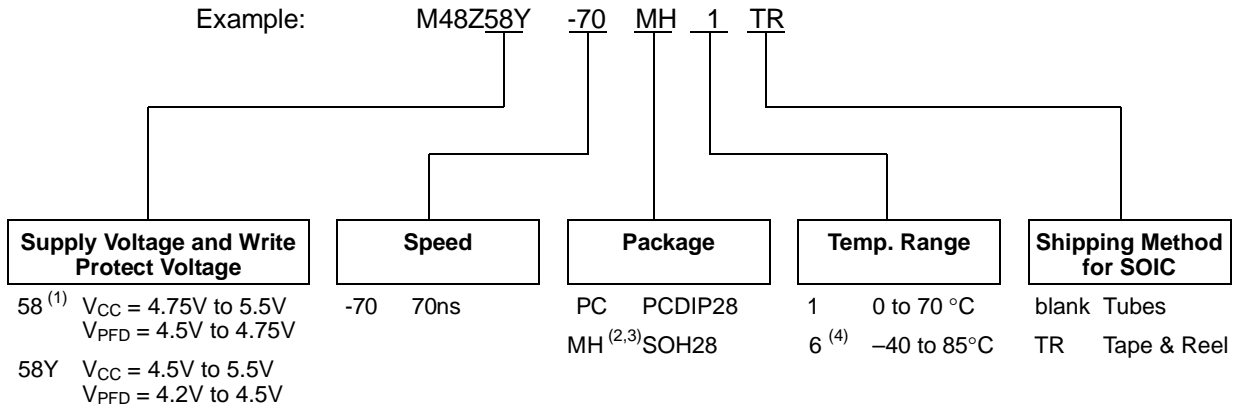 Example: M48Z58Y -70 MH 1 TR
Supply Voltage and Write
Protect Voltage
58 (1) VCC = 4.75V to 5.5V
VPFD = 4.5V to 4.75V
58Y VCC = 4.5V to 5.5V
VPFD = 4.2V to 4.5V
Speed
-70 70ns
Package
PC PCDIP28
MH (2,3) SOH28
Temp. Range
1 0 to 70 °C
6 (4) –40 to 85°C
Shipping Method
for SOIC
blank Tubes
TR Tape & Reel